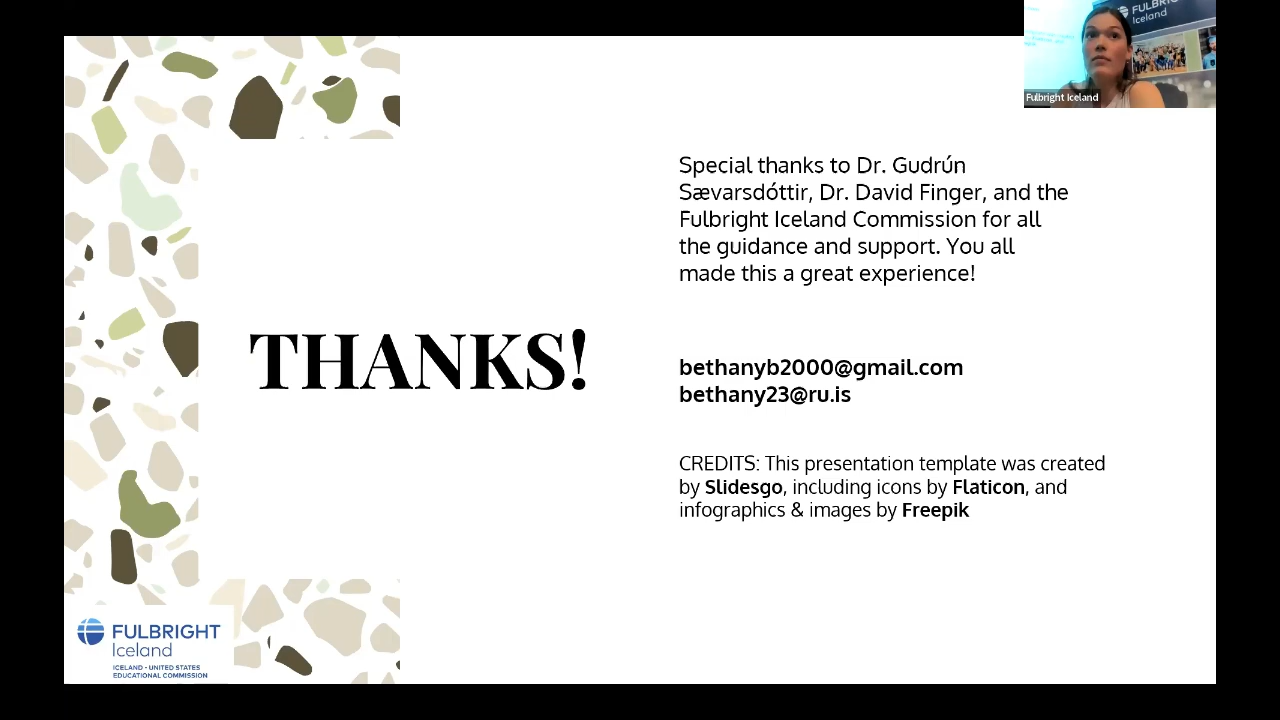 FULBRIGHT
Iceland
Fulbright Iceland
Special thanks to Dr. Gudrún
Sævarsdóttir, Dr. David Finger, and the
Fulbright Iceland Commission for all
the guidance and support. You all
made this a great experience!
THANKS!
bethanyb2000@gmail.com
bethany23@ru.is
CREDITS: This presentation template was created
by Slidesgo, including icons by Flaticon, and
infographics & images by Freepik
FULBRIGHT
Iceland
ICELAND - UNITED STATES
EDUCATIONAL COMMISSION